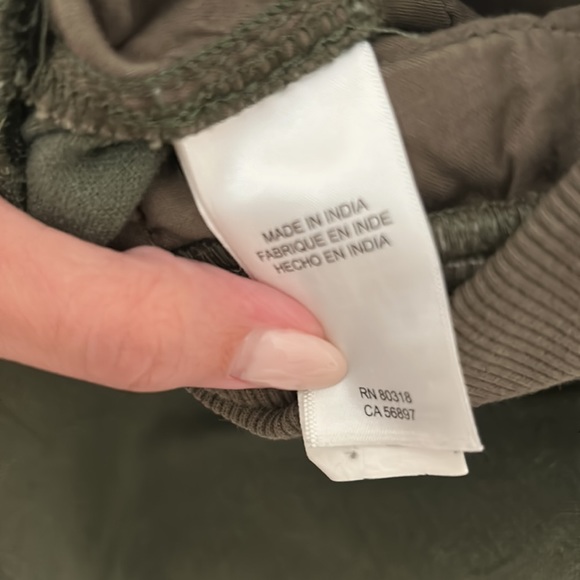 MADE IN INDIA
FABRIQUE EN INDE
HECHO EN INDIA
RN 80318
CA 56897